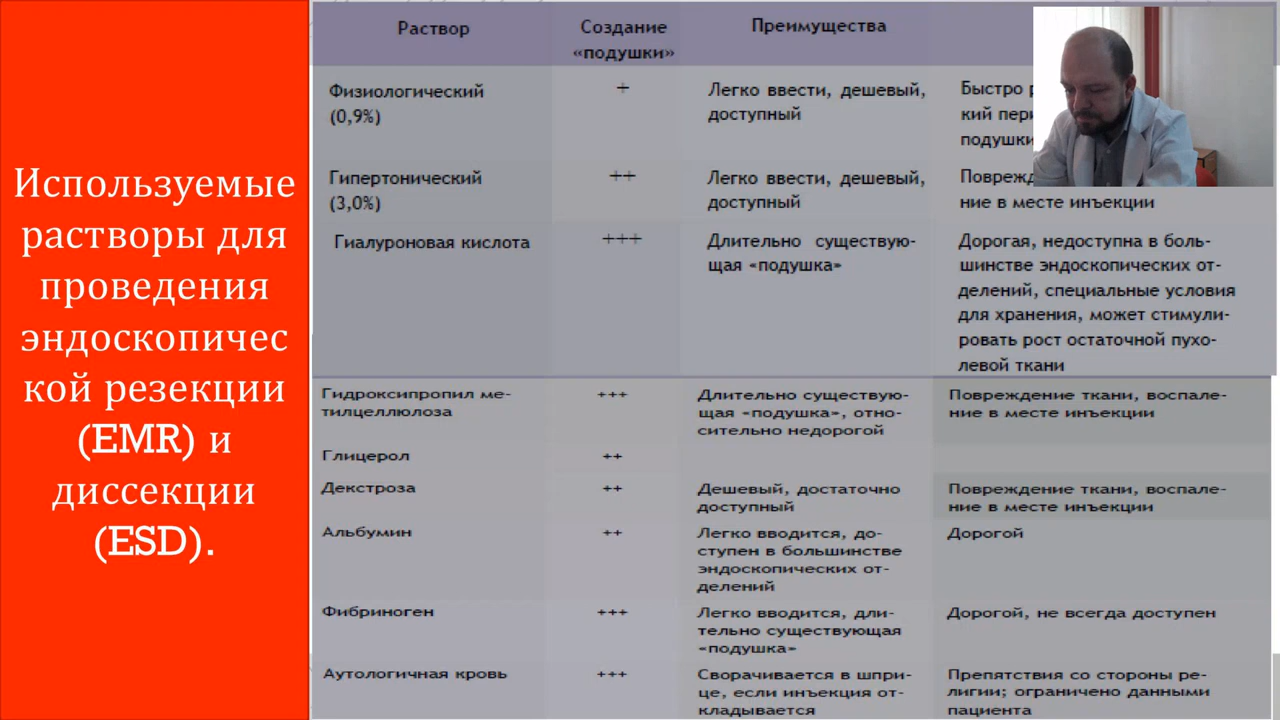 Используемые
растворы для
проведения
эндоскопичес
кой резекции
(EMR) и
диссекции
(ESD).
Раствор
Создание
«подушки»
Преимущества
Физиологический
(0,9%)
+
Легко ввести, дешевый,
доступный
Быстро
кий
подушки
Гипертонический
(3,0%)
++
Легко ввести, дешевый,
доступный
ние в месте инъекции
Гиалуроновая кислота
+++
Длительно существую-
щая «подушка»
Дорогая, недоступна в боль-
шинстве эндоскопических от-
делений, специальные условия
для хранения, может стимули-
ровать рост остаточной пухо-
левой ткани
Гидроксипропил ме-
тилцеллюлоза
+++
Длительно существую-
щая «подушка», отно-
сительно недорогой
Повреждение ткани, воспале-
ние в месте инъекции
Глицерол
++
Декстроза
++
Дешевый, достаточно
доступный
Повреждение ткани, воспале-
ние в месте инъекции
Альбумин
++
Легко вводится, до-
ступен в большинстве
эндоскопических от-
делений
Дорогой
Фибриноген
+++
Легко вводится, дли-
тельно существующая
«подушка»
Дорогой, не всегда доступен
Аутологичная кровь
+++
Сворачивается в шпри-
це, если инъекция от-
кладывается
Препятствия со стороны ре-
лигии; ограничено данными
пациента